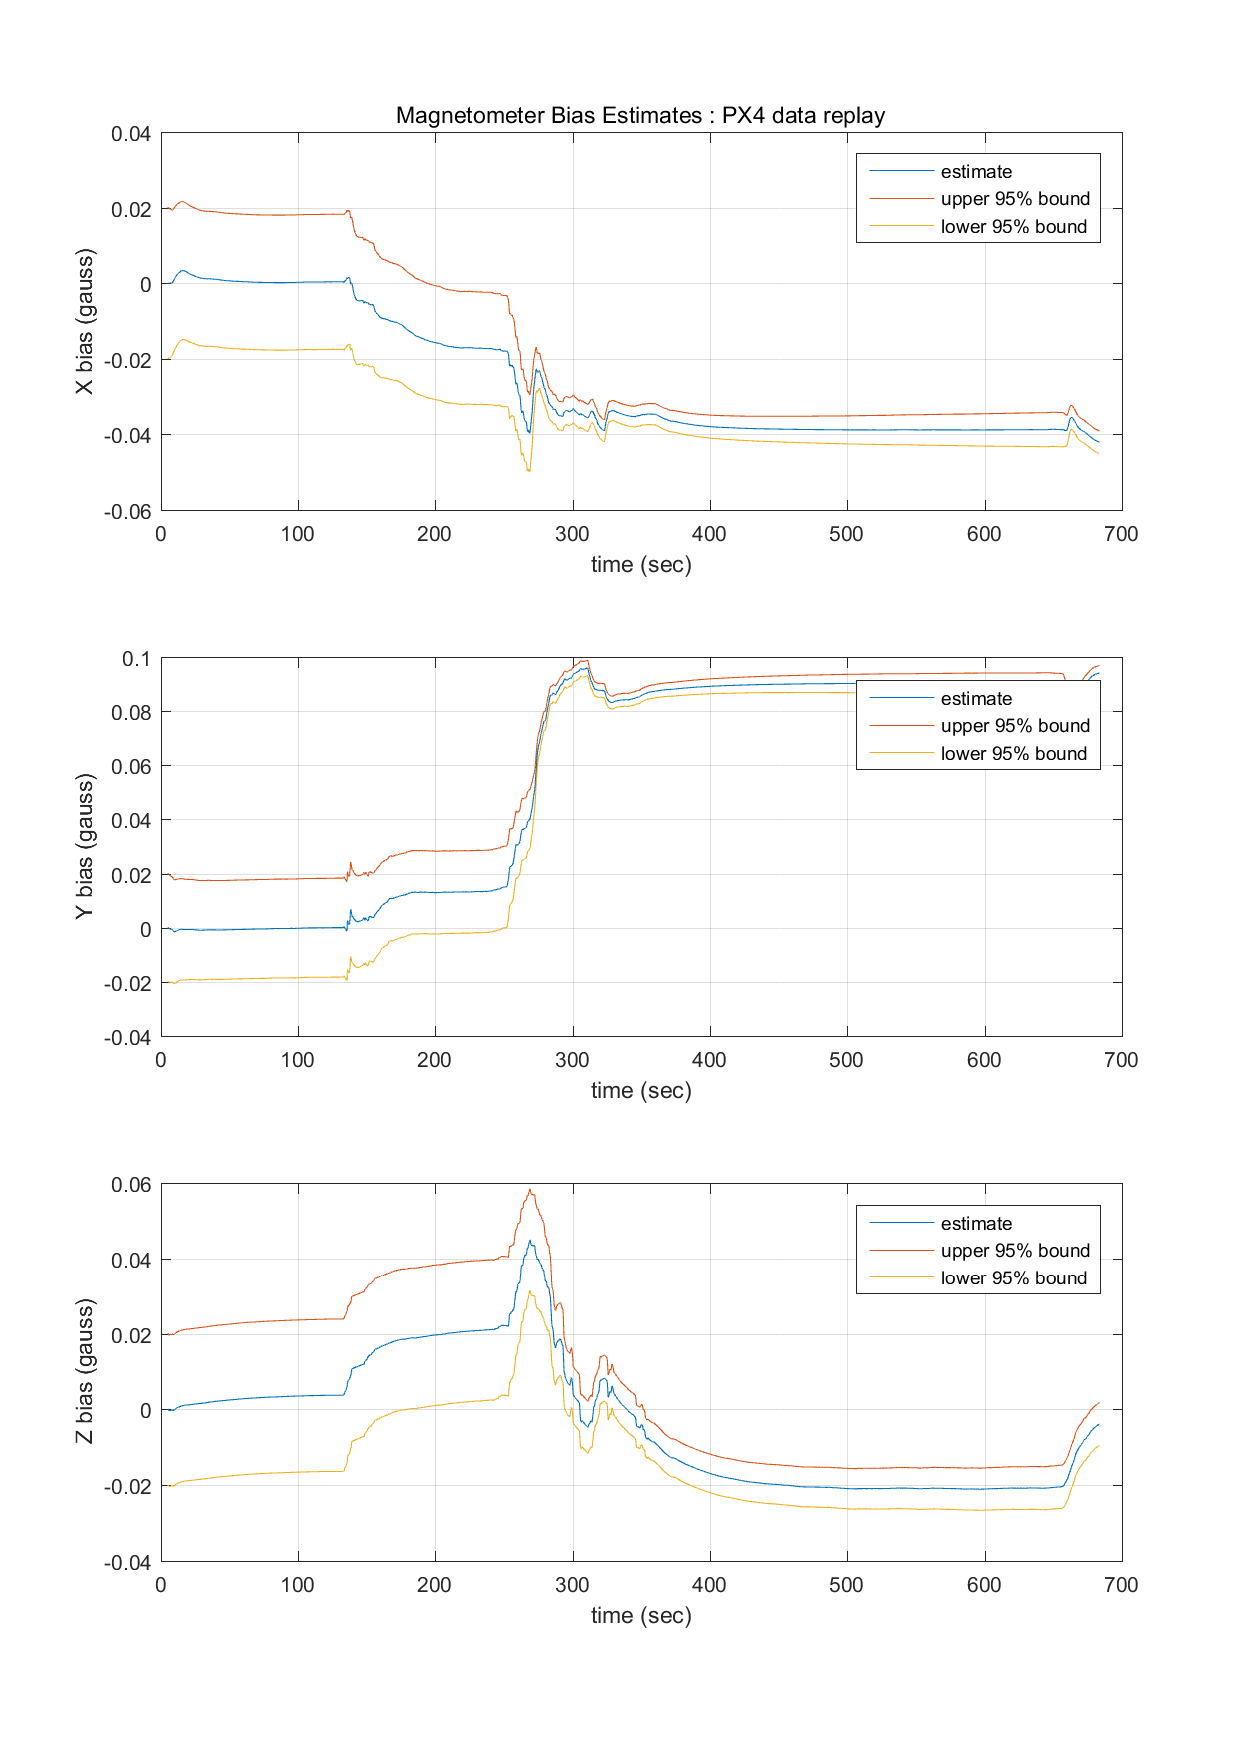 Magnetometer Bias Estimates : PX4 data replay
0.04
0.02
0
-0.02
-0.04
-0.06
X bias (gauss)
estimate
upper 95% bound
lower 95% bound
0 100 200 300 400 500 600 700
time (sec)
0.1
0.08
0.06
0.04
0.02
0
-0.02
-0.04
Y bias (gauss)
estimate
upper 95% bound
lower 95% bound
0 100 200 300 400 500 600 700
time (sec)
0.06
0.04
0.02
0
-0.02
-0.04
Z bias (gauss)
estimate
upper 95% bound
lower 95% bound
0 100 200 300 400 500 600 700
time (sec)